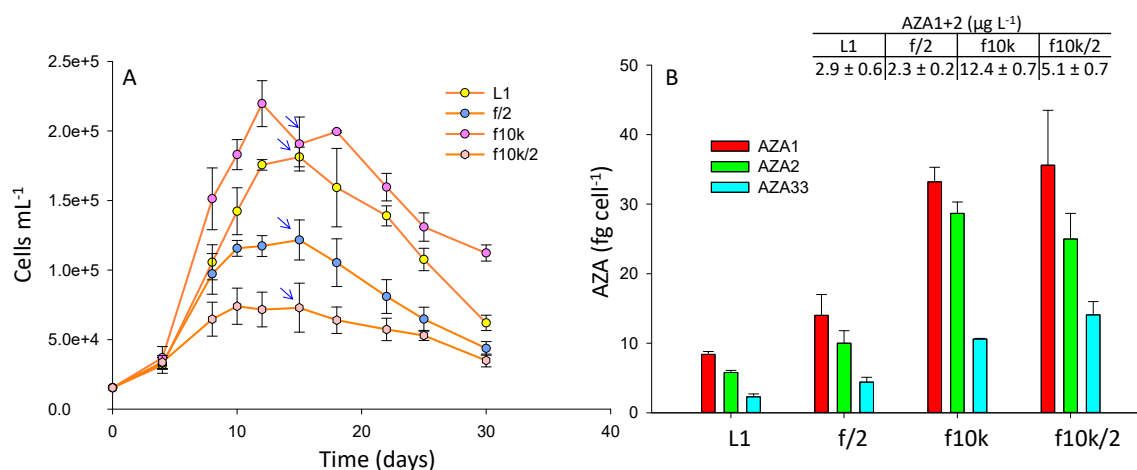 A
2.5e+5
2.0e+5
1.5e+5
1.0e+5
5.0e+4
0.0
Cells mL⁻¹
0 10 20 30 40
Time (days)
L1
f/2
f10k
f10k/2
AZA1+2 (µg L⁻¹)
L1 f/2 f10k f10k/2
2.9 ± 0.6 2.3 ± 0.2 12.4 ± 0.7 5.1 ± 0.7
B
50
40
30
20
10
0
AZA (fg cell⁻¹)
AZA1
AZA2
AZA33
L1 f/2 f10k f10k/2